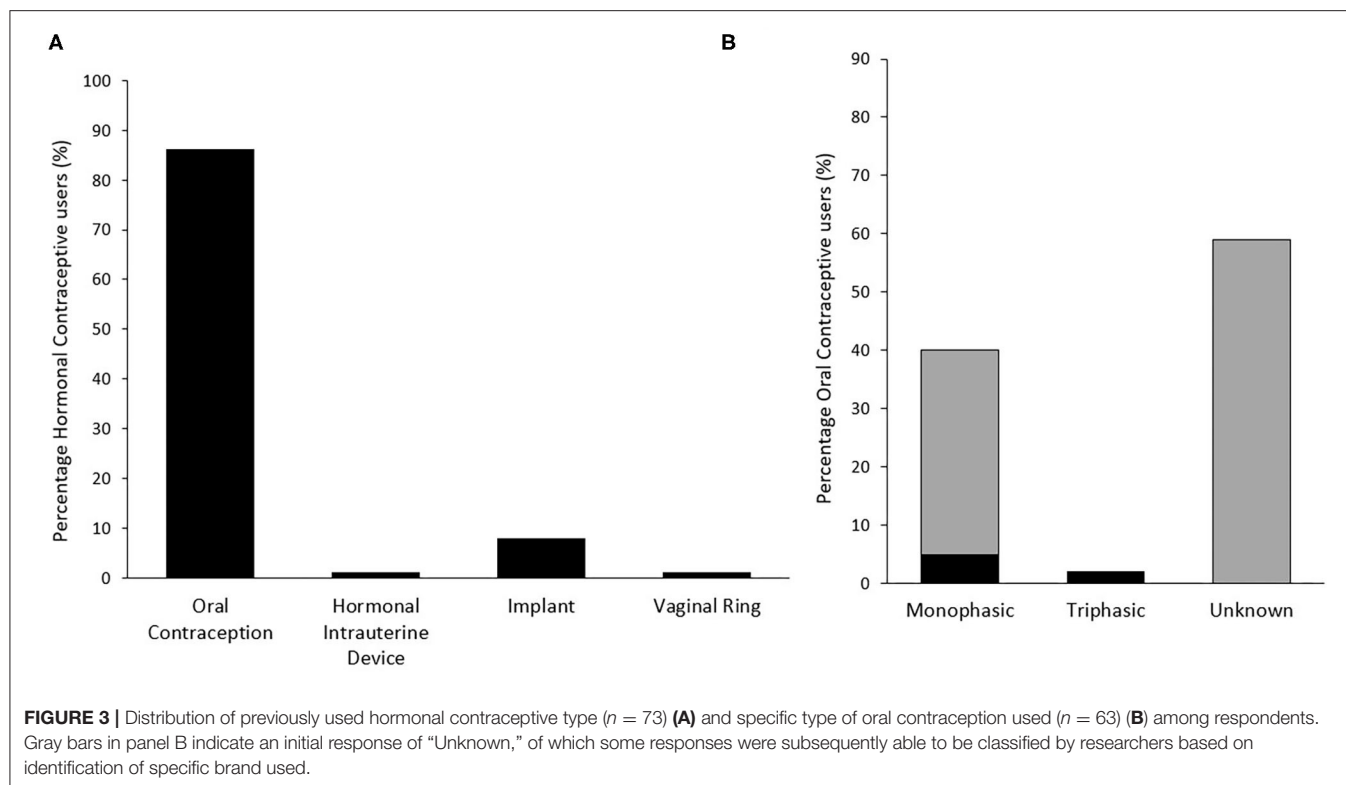 A
Percentage Hormonal Contraceptive users (%)
100
90
80
70
60
50
40
30
20
10
0
Oral
Contraception
Hormonal
Intrauterine
Device
Implant
Vaginal Ring
B
Percentage Oral Contraceptive users (%)
90
80
70
60
50
40
30
20
10
0
Monophasic
Triphasic
Unknown
FIGURE 3 | Distribution of previously used hormonal contraceptive type (n = 73) (A) and specific type of oral contraception used (n = 63) (B) among respondents.
Gray bars in panel B indicate an initial response of “Unknown,” of which some responses were subsequently able to be classified by researchers based on
identification of specific brand used.